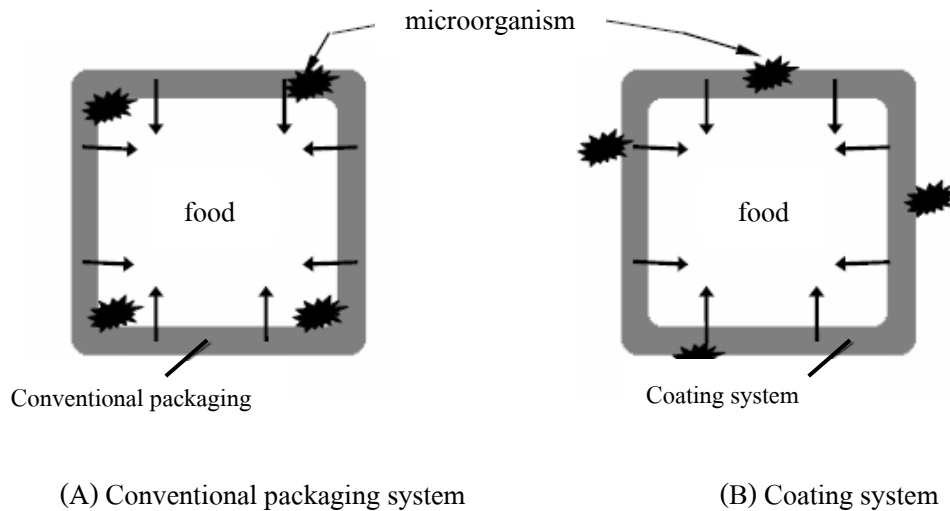 microorganism
food
food
Conventional packaging
Coating system
(A) Conventional packaging system
(B) Coating system